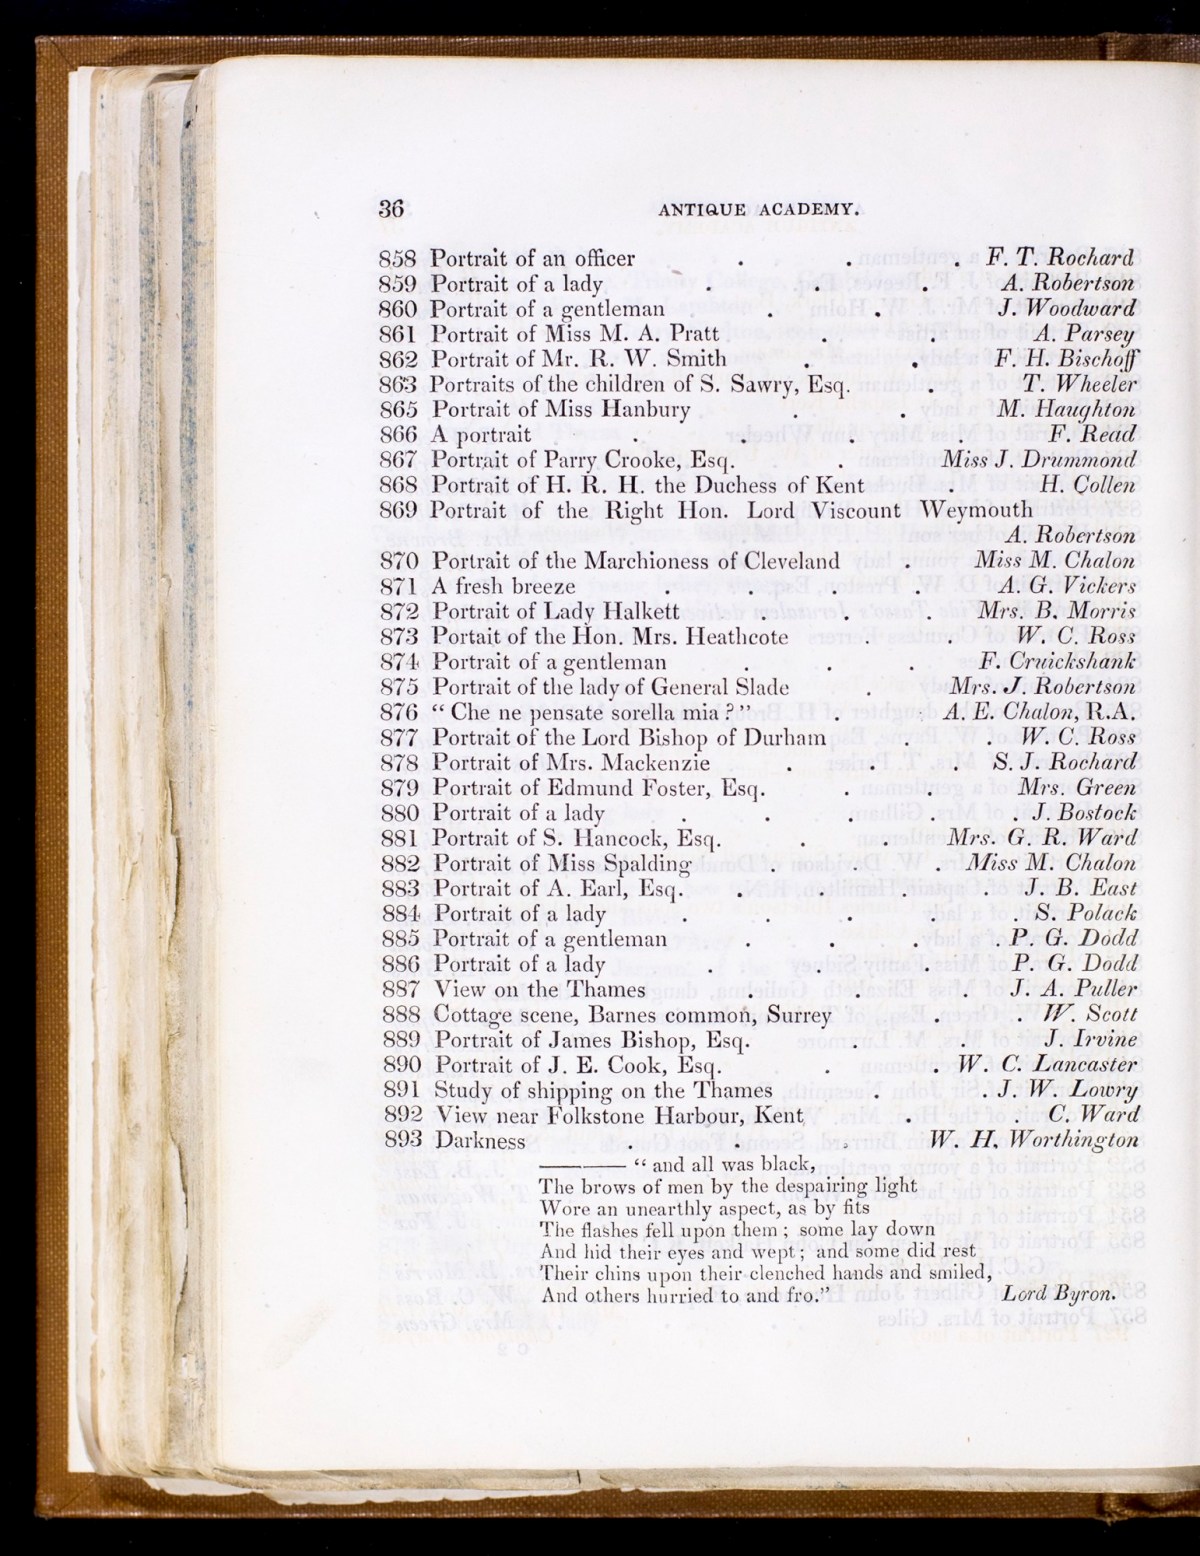 36 ANTIQUE ACADEMY.
858 Portrait of an officer . . . F. T. Rochard
859 Portrait of a lady . . . A. Robertson
860 Portrait of a gentleman . . J. Woodward
861 Portrait of Miss M. A. Pratt . . A. Parsey
862 Portrait of Mr. R. W. Smith . . F. H. Bischoff
863 Portraits of the children of S. Sawry, Esq. . T. Wheeler
865 Portrait of Miss Hanbury . . M. Haughton
866 A portrait . . . . F. Read
867 Portrait of Parry Crooke, Esq. . Miss J. Drummond
868 Portrait of H. R. H. the Duchess of Kent . H. Collen
869 Portrait of the Right Hon. Lord Viscount Weymouth
A. Robertson
870 Portrait of the Marchioness of Cleveland . Miss M. Chalon
871 A fresh breeze . . . . A. G. Vickers
872 Portrait of Lady Halkett . . . Mrs. B. Morris
873 Portait of the Hon. Mrs. Heathcote . . W. C. Ross
874 Portrait of a gentleman . . . F. Cruickshank
875 Portrait of the lady of General Slade . Mrs. J. Robertson
876 “ Che ne pensate sorella mia ? ” . . A. E. Chalon, R.A.
877 Portrait of the Lord Bishop of Durham . . W. C. Ross
878 Portrait of Mrs. Mackenzie . . . S. J. Rochard
879 Portrait of Edmund Foster, Esq. . . Mrs. Green
880 Portrait of a lady . . . . . J. Bostock
881 Portrait of S. Hancock, Esq. . . Mrs. G. R. Ward
882 Portrait of Miss Spalding . . . Miss M. Chalon
883 Portrait of A. Earl, Esq. . . . . J. B. East
884 Portrait of a lady . . . . . S. Polack
885 Portrait of a gentleman . . . . P. G. Dodd
886 Portrait of a lady . . . P. G. Dodd
887 View on the Thames . . . J. A. Puller
888 Cottage scene, Barnes common, Surrey . . W. Scott
889 Portrait of James Bishop, Esq. . . J. Irvine
890 Portrait of J. E. Cook, Esq. . . W. C. Lancaster
891 Study of shipping on the Thames . . J. W. Lowry
892 View near Folkstone Harbour, Kent . . C. Ward
893 Darkness . . . W. H. Worthington
———— “ and all was black,
The brows of men by the despairing light
Wore an unearthly aspect, as by fits
The flashes fell upon them ; some lay down
And hid their eyes and wept ; and some did rest
Their chins upon their clenched hands and smiled,
And others hurried to and fro.” Lord Byron.